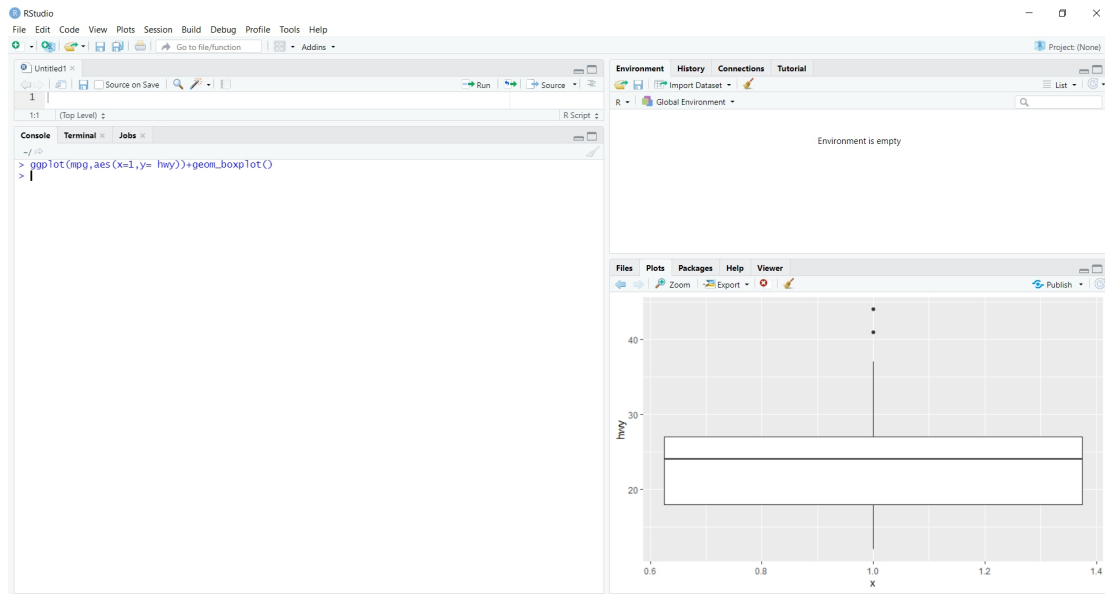 RStudio
File Edit Code View Plots Session Build Debug Profile Tools Help
Go to file/function Addins Project: (None)
Untitled1
Source on Save Run Source
1
1:1 (Top Level) R Script
Console Terminal Jobs
~/
> ggplot(mpg,aes(x=1,y= hwy))+geom_boxplot()
>
Environment History Connections Tutorial
Import Dataset List
R Global Environment
Environment is empty
Files Plots Packages Help Viewer
Zoom Export Publish
40
30
20
hwy
0.6 0.8 1.0 1.2 1.4
x